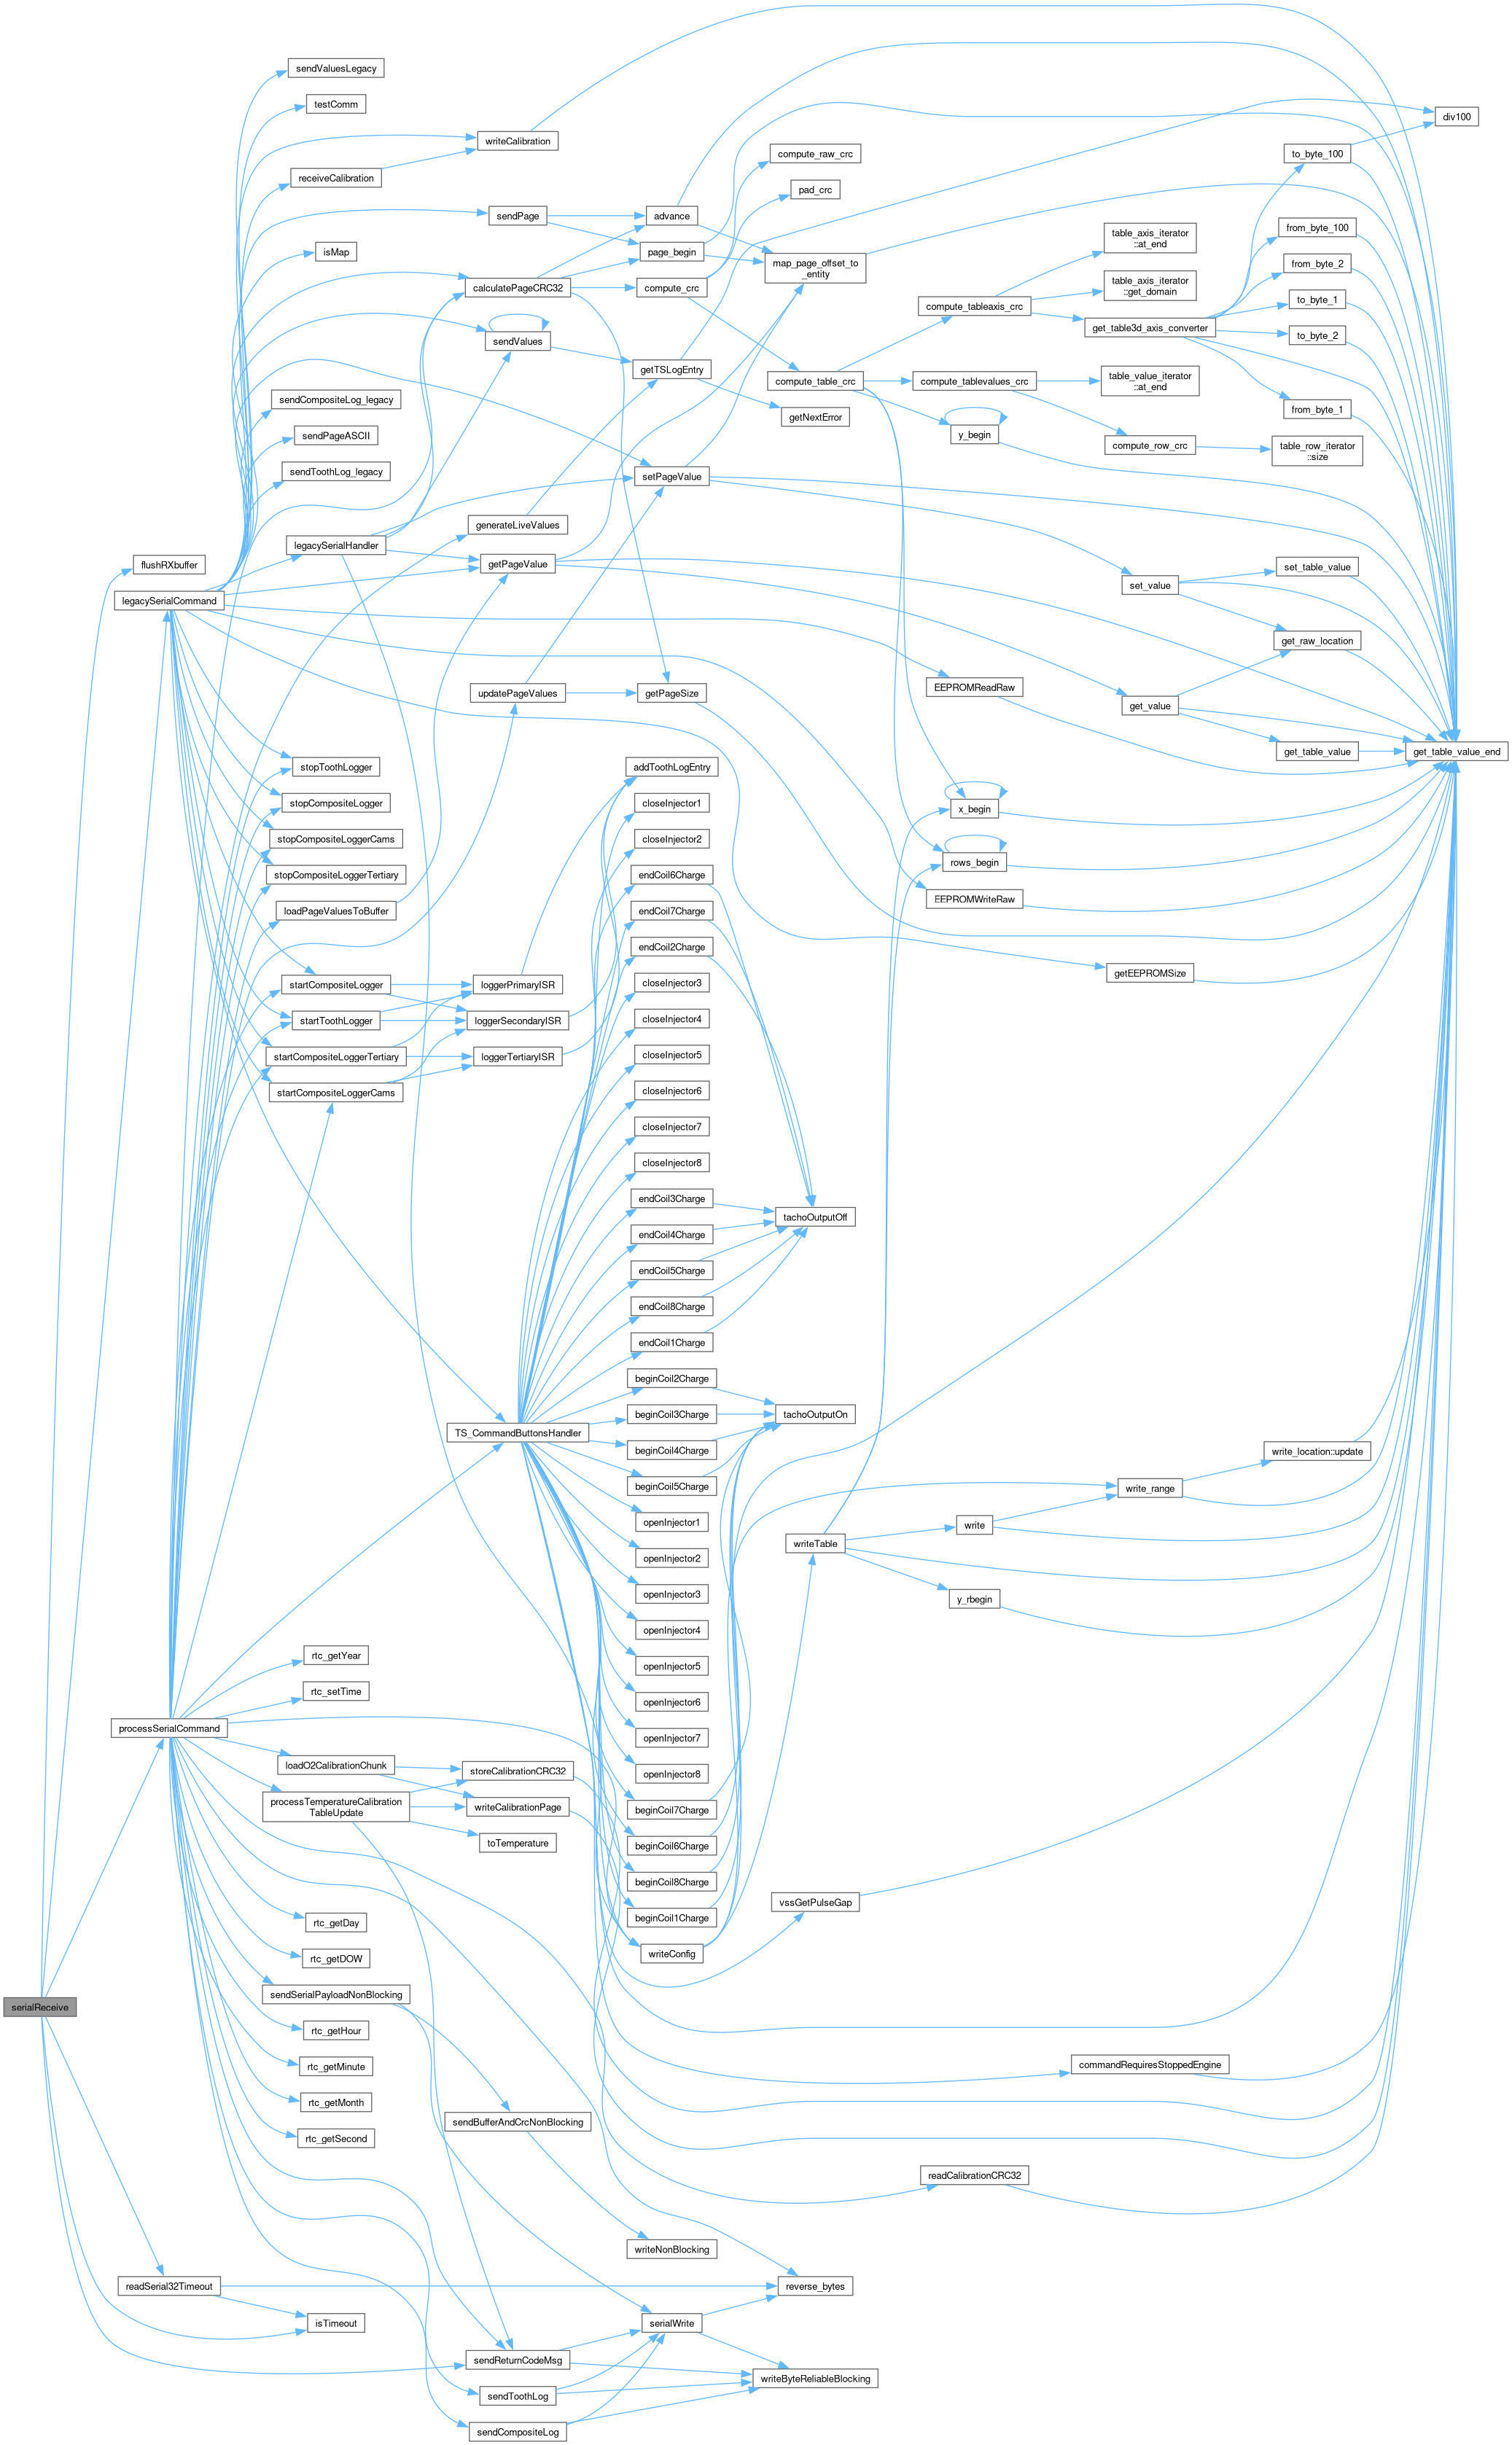 sendValuesLegacy
testComm
writeCalibration
receiveCalibration
sendPage
isMap
calculatePageCRC32
sendValues
sendCompositeLog_legacy
sendPageASCII
sendToothLog_legacy
legacySerialHandler
generateLiveValues
getPageValue
flushRXbuffer
legacySerialCommand
updatePageValues
stopToothLogger
stopCompositeLogger
stopCompositeLoggerCams
stopCompositeLoggerTertiary
loadPageValuesToBuffer
startCompositeLogger
startToothLogger
startCompositeLoggerTertiary
startCompositeLoggerCams
loggerPrimaryISR
loggerSecondaryISR
loggerTertiaryISR
advance
page_begin
compute_crc
getTSLogEntry
setPageValue
getPageSize
compute_raw_crc
pad_crc
map_page_offset_to
_entity
compute_table_crc
getNextError
compute_tableaxis_crc
compute_tablevalues_crc
y_begin
EEPROMReadRaw
x_begin
rows_begin
EEPROMWriteRaw
getEEPROMSize
table_axis_iterator
::at_end
table_axis_iterator
::get_domain
get_table3d_axis_converter
table_value_iterator
::at_end
compute_row_crc
table_row_iterator
::size
div100
to_byte_100
from_byte_100
from_byte_2
to_byte_1
to_byte_2
from_byte_1
set_value
set_table_value
get_raw_location
get_value
get_table_value
get_table_value_end
addToothLogEntry
closeInjector1
closeInjector2
endCoil6Charge
endCoil7Charge
endCoil2Charge
closeInjector3
closeInjector4
closeInjector5
closeInjector6
closeInjector7
closeInjector8
endCoil3Charge
endCoil4Charge
endCoil5Charge
endCoil8Charge
endCoil1Charge
tachoOutputOff
TS_CommandButtonsHandler
beginCoil2Charge
beginCoil3Charge
beginCoil4Charge
beginCoil5Charge
tachoOutputOn
openInjector1
openInjector2
openInjector3
openInjector4
openInjector5
openInjector6
openInjector7
openInjector8
beginCoil7Charge
beginCoil6Charge
beginCoil8Charge
beginCoil1Charge
writeConfig
writeTable
write
y_rbegin
write_range
write_location::update
vssGetPulseGap
commandRequiresStoppedEngine
readCalibrationCRC32
rtc_getYear
rtc_setTime
processSerialCommand
loadO2CalibrationChunk
processTemperatureCalibration
TableUpdate
storeCalibrationCRC32
writeCalibrationPage
toTemperature
rtc_getDay
rtc_getDOW
sendSerialPayloadNonBlocking
rtc_getHour
rtc_getMinute
rtc_getMonth
rtc_getSecond
serialReceive
sendBufferAndCrcNonBlocking
writeNonBlocking
readSerial32Timeout
reverse_bytes
isTimeout
serialWrite
sendReturnCodeMsg
writeByteReliableBlocking
sendToothLog
sendCompositeLog